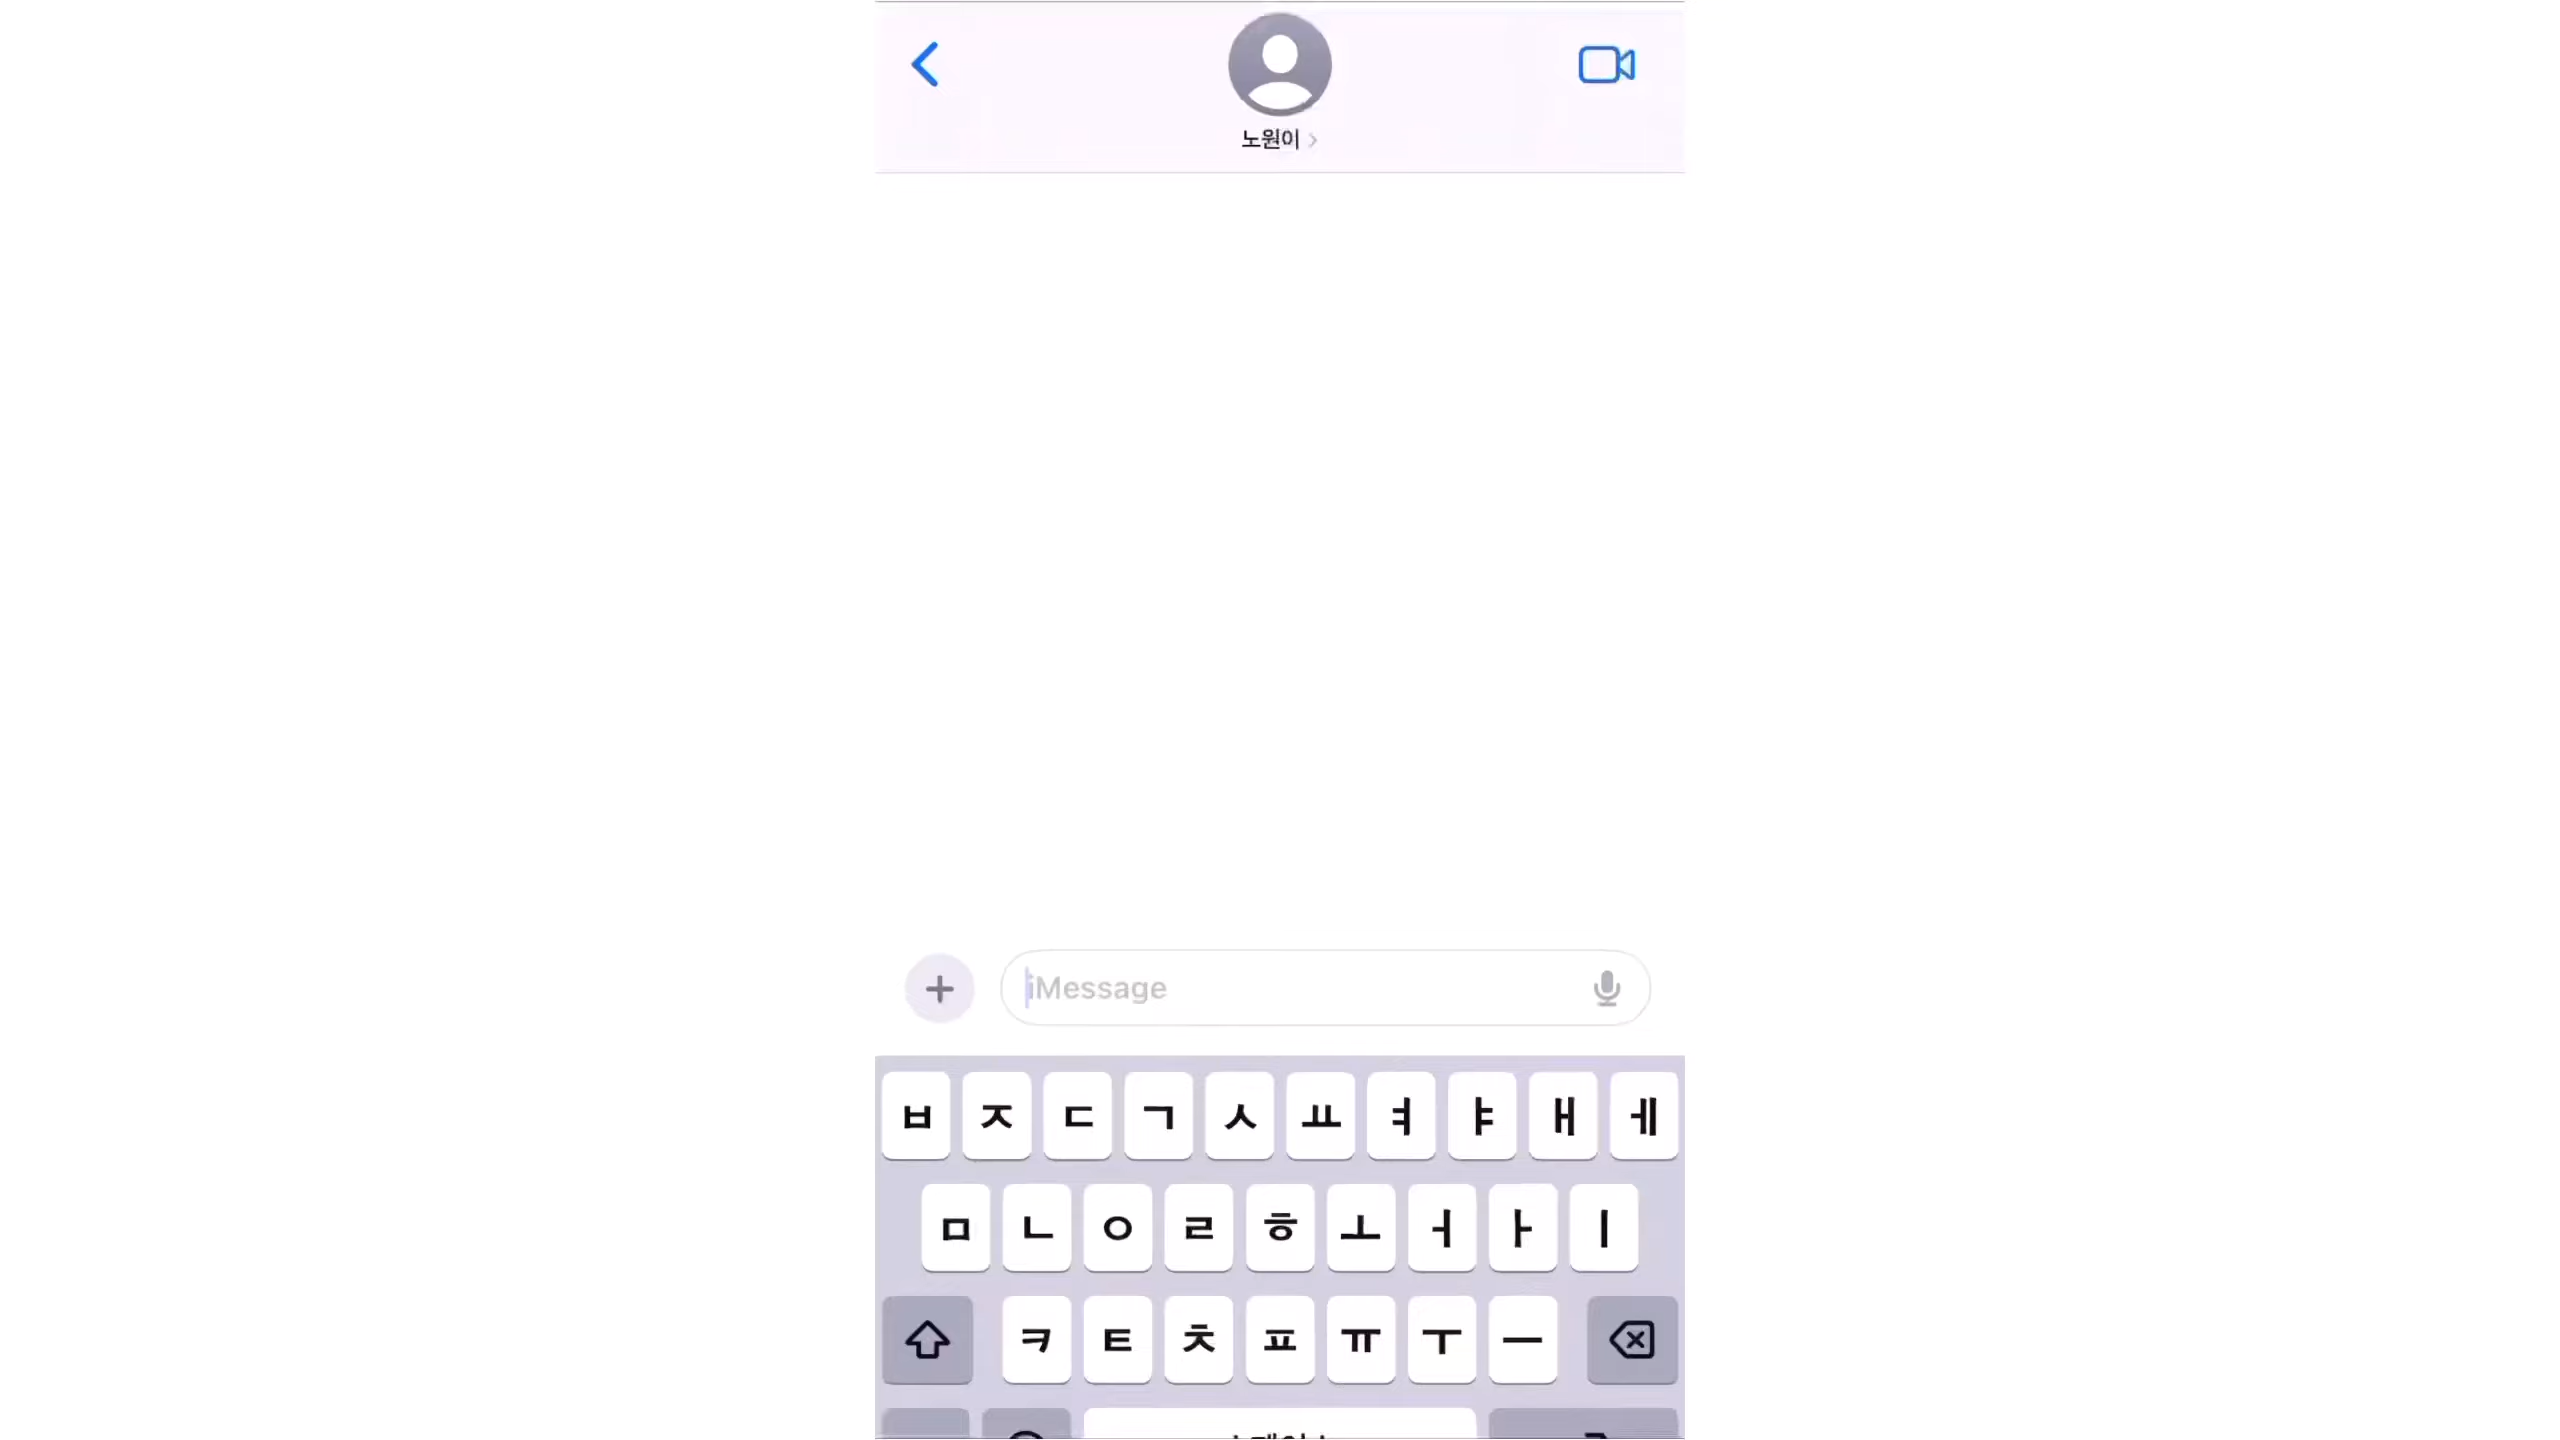 노원이
iMessage
ㅂ ㅈ ㄷ ㄱ ㅅ ㅛ ㅕ ㅑ ㅐ ㅔ
ㅁ ㄴ ㅇ ㄹ ㅎ ㅗ ㅓ ㅏ ㅣ
ㅋ ㅌ ㅊ ㅍ ㅠ ㅜ ㅡ